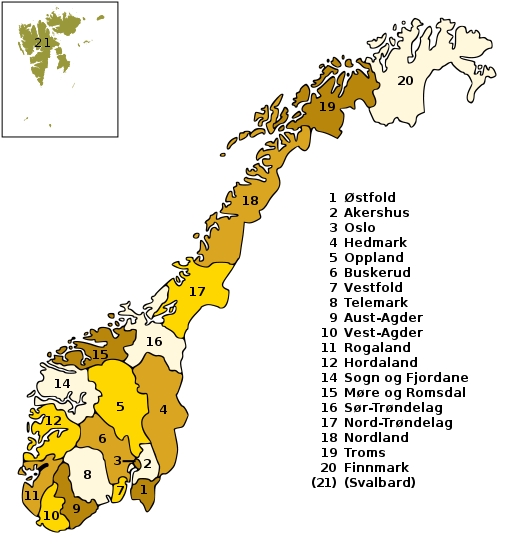 21
20
19
18
17
16
15
14
5
4
12
6
3
2
8
11
7
1
9
10
1 Østfold
2 Akershus
3 Oslo
4 Hedmark
5 Oppland
6 Buskerud
7 Vestfold
8 Telemark
9 Aust-Agder
10 Vest-Agder
11 Rogaland
12 Hordaland
14 Sogn og Fjordane
15 Møre og Romsdal
16 Sør-Trøndelag
17 Nord-Trøndelag
18 Nordland
19 Troms
20 Finnmark
(21) (Svalbard)